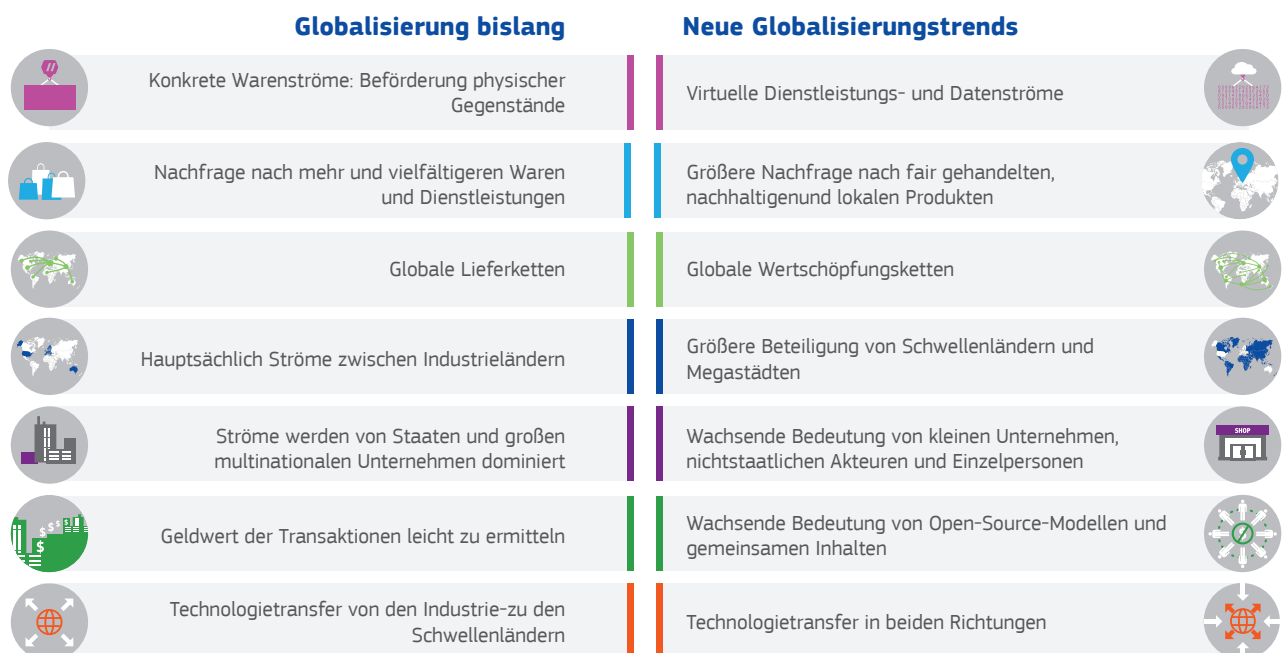 Globalisierung bislang
Neue Globalisierungstrends
Konkrete Warenströme: Beförderung physischer
Gegenstände
Virtuelle Dienstleistungs- und Datenströme
Nachfrage nach mehr und vielfältigeren Waren
und Dienstleistungen
Größere Nachfrage nach fair gehandelten,
nachhaltigenund lokalen Produkten
Globale Lieferketten
Globale Wertschöpfungsketten
Hauptsächlich Ströme zwischen Industrieländern
Größere Beteiligung von Schwellenländern und
Megastädten
Ströme werden von Staaten und großen
multinationalen Unternehmen dominiert
Wachsende Bedeutung von kleinen Unternehmen,
nichtstaatlichen Akteuren und Einzelpersonen
SHOP
$ $ $ $ $
Geldwert der Transaktionen leicht zu ermitteln
Wachsende Bedeutung von Open-Source-Modellen und
gemeinsamen Inhalten
Technologietransfer von den Industrie-zu den
Schwellenländern
Technologietransfer in beiden Richtungen